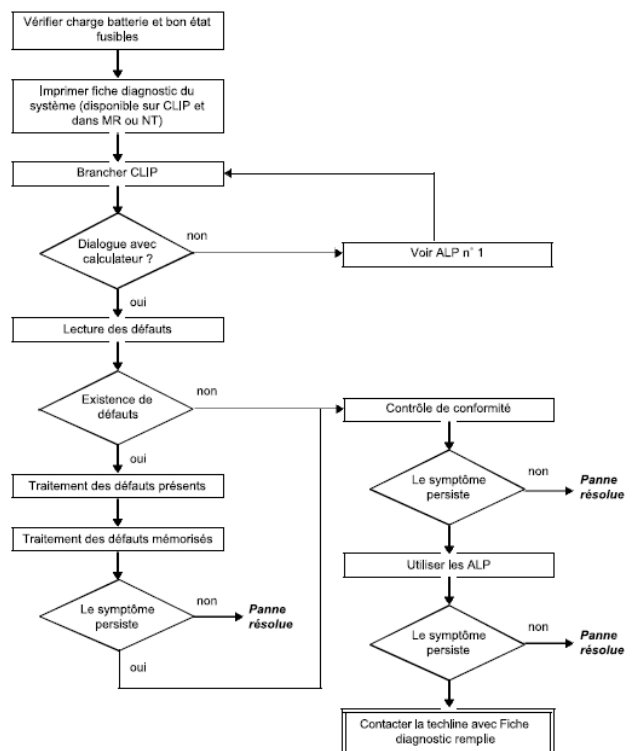 Vérifier charge batterie et bon état
fusibles
Imprimer fiche diagnostic du
système (disponible sur CLIP et
dans MR ou NT)
Brancher CLIP
Dialogue avec
calculateur ?
non
Voir ALP n° 1
oui
Lecture des défauts
Existence de
défauts
non
Contrôle de conformité
oui
Traitement des défauts présents
Le symptôme
persiste
non
Panne
résolue
Traitement des défauts mémorisés
Utiliser les ALP
Le symptôme
persiste
non
Panne
résolue
oui
Le symptôme
persiste
non
Panne
résolue
Contacter la techline avec Fiche
diagnostic remplie